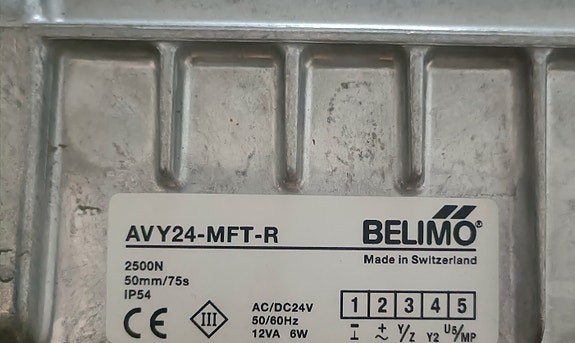 AVY24-MFT-R
BELIMO®
Made in Switzerland
2500N
50mm/75s
IP54
CE
III
AC/DC24V
50/60Hz
12VA 6W
1 2 3 4 5
⊥ ~ + Y/Z Y2 U5/MP